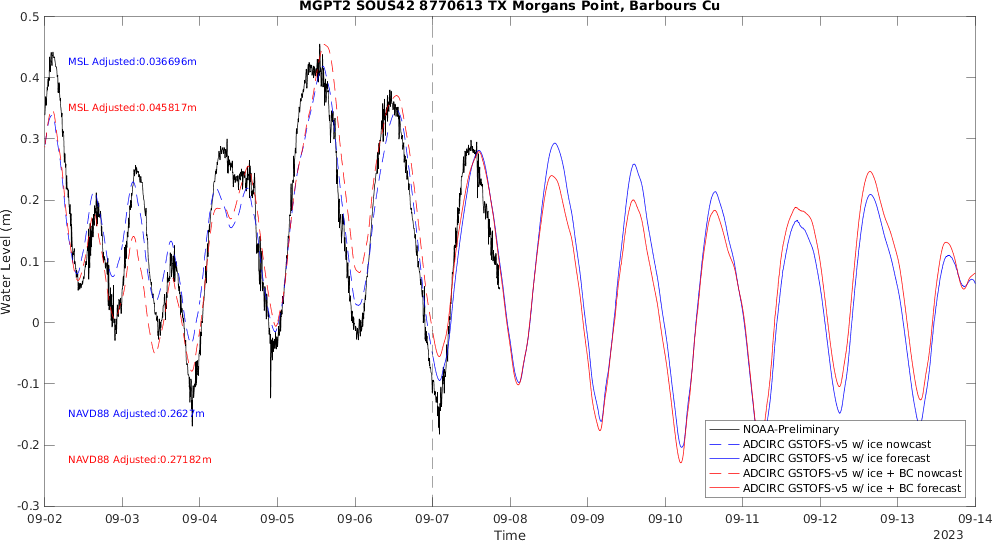 MGPT2 SOUS42 8770613 TX Morgans Point, Barbours Cu
0.5
0.4
0.3
0.2
0.1
0
-0.1
-0.2
-0.3
Water Level (m)
MSL Adjusted:0.036696m
MSL Adjusted:0.045817m
NAVD88 Adjusted:0.2627m
NAVD88 Adjusted:0.27182m
NOAA-Preliminary
ADCIRC GSTOFS-v5 w/ ice nowcast
ADCIRC GSTOFS-v5 w/ ice forecast
ADCIRC GSTOFS-v5 w/ ice + BC nowcast
ADCIRC GSTOFS-v5 w/ ice + BC forecast
09-02 09-03 09-04 09-05 09-06 09-07 09-08 09-09 09-10 09-11 09-12 09-13 09-14
Time
2023